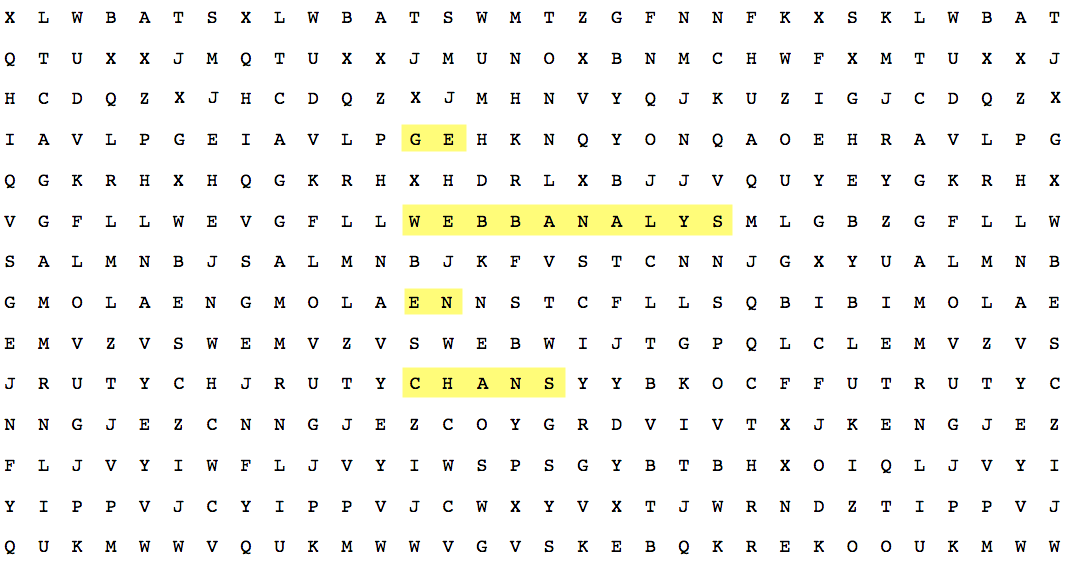 X L W B A T S X L W B A T S W M T Z G F N N F K X S K L W B A T
Q T U X X J M Q T U X X J M U N O X B N M C H W F X M T U X X J
H C D Q Z X J H C D Q Z X J M H N V Y Q J K U Z I G J C D Q Z X
I A V L P G E I A V L P G E H K N Q Y O N Q A O E H R A V L P G
Q G K R H X H Q G K R H X H D R L X B J J V Q U Y E Y G K R H X
V G F L L W E V G F L L W E B B A N A L Y S M L G B Z G F L L W
S A L M N B J S A L M N B J K F V S T C N N J G X Y U A L M N B
G M O L A E N G M O L A E N N S T C F L L S Q B I B I M O L A E
E M V Z V S W E M V Z V S W E B W I J T G P Q L C L E M V Z V S
J R U T Y C H J R U T Y C H A N S Y Y B K O C F F U T R U T Y C
N N G J E Z C N N G J E Z C O Y G R D V I V T X J K E N G J E Z
F L J V Y I W F L J V Y I W S P S G Y B T B H X O I Q L J V Y I
Y I P P V J C Y I P P V J C W X Y V X T J W R N D Z T I P P V J
Q U K M W W V Q U K M W W V G V S K E B Q K R E K O O U K M W W